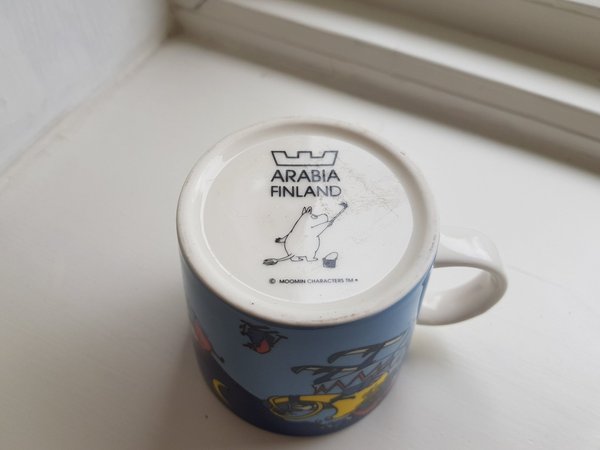 ARABIA
FINLAND
© MOOMIN CHARACTERS TM